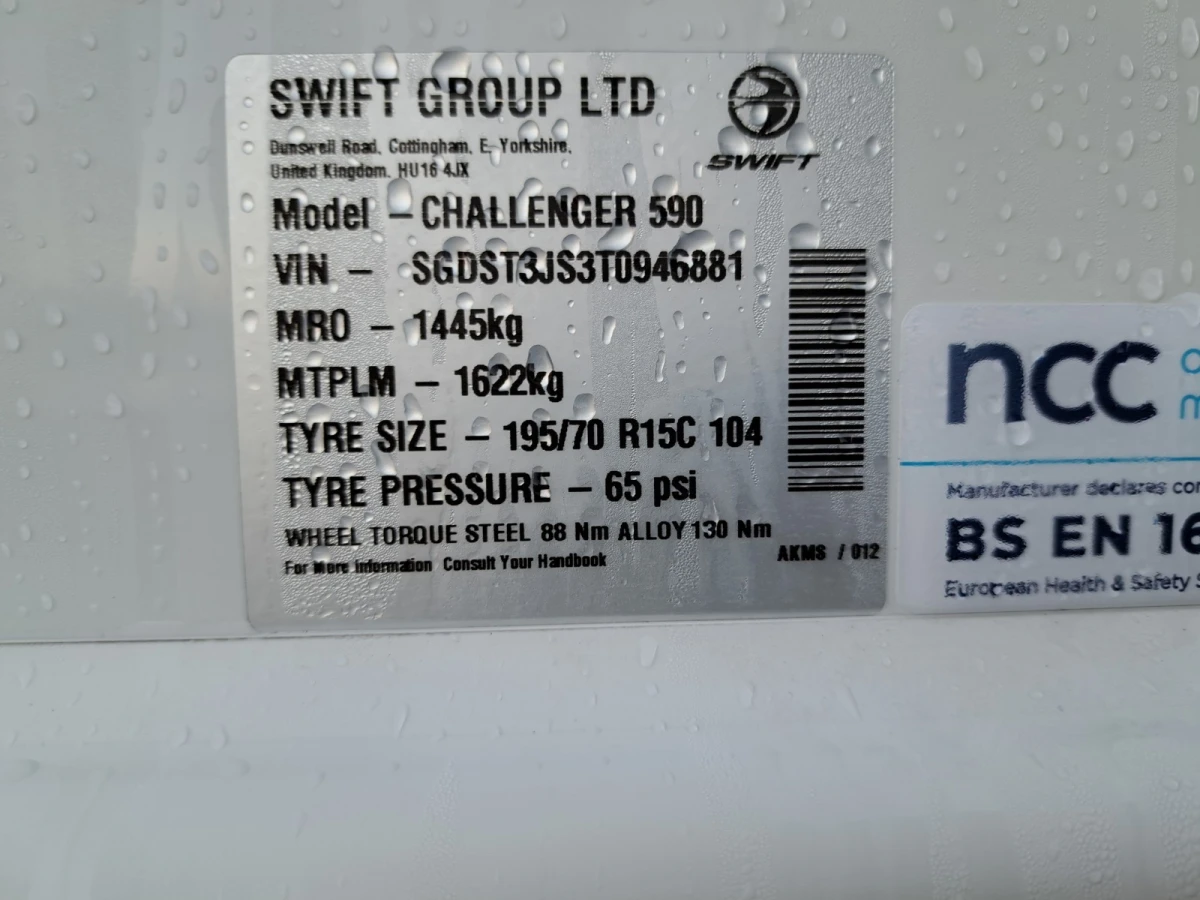 SWIFT GROUP LTD
SWIFT
Dunswell Road, Cottingham, E. Yorkshire,
United Kingdom. HU16 4JX
Model - CHALLENGER 590
VIN - SGDST3JS3T0946881
MRO - 1445kg
MTPLM - 1622kg
TYRE SIZE - 195/70 R15C 104
TYRE PRESSURE - 65 psi
WHEEL TORQUE STEEL 88 Nm ALLOY 130 Nm
For More Information Consult Your Handbook
AKMS / 012
ncc
Manufacturer declares
BS EN 16
European Health & Safety